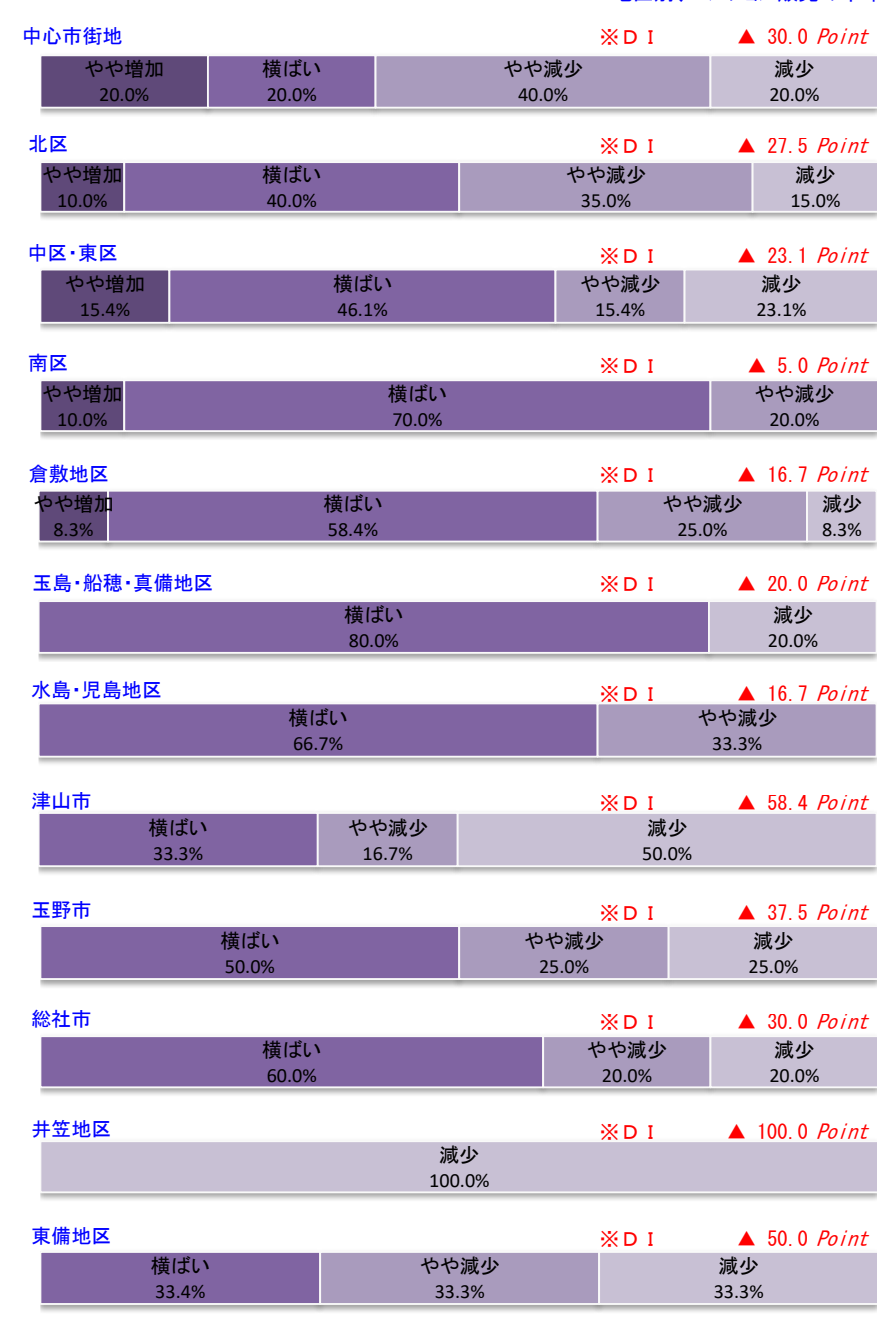 中心市街地 ※ＤＩ ▲ 30.0 Point
やや増加 横ばい やや減少 減少
20.0% 20.0% 40.0% 20.0%
北区 ※ＤＩ ▲ 27.5 Point
やや増加 横ばい やや減少 減少
10.0% 40.0% 35.0% 15.0%
中区・東区 ※ＤＩ ▲ 23.1 Point
やや増加 横ばい やや減少 減少
15.4% 46.1% 15.4% 23.1%
南区 ※ＤＩ ▲ 5.0 Point
やや増加 横ばい やや減少
10.0% 70.0% 20.0%
倉敷地区 ※ＤＩ ▲ 16.7 Point
やや増加 横ばい やや減少 減少
8.3% 58.4% 25.0% 8.3%
玉島・船穂・真備地区 ※ＤＩ ▲ 20.0 Point
横ばい 減少
80.0% 20.0%
水島・児島地区 ※ＤＩ ▲ 16.7 Point
横ばい やや減少
66.7% 33.3%
津山市 ※ＤＩ ▲ 58.4 Point
横ばい やや減少 減少
33.3% 16.7% 50.0%
玉野市 ※ＤＩ ▲ 37.5 Point
横ばい やや減少 減少
50.0% 25.0% 25.0%
総社市 ※ＤＩ ▲ 30.0 Point
横ばい やや減少 減少
60.0% 20.0% 20.0%
井笠地区 ※ＤＩ ▲ 100.0 Point
減少
100.0%
東備地区 ※ＤＩ ▲ 50.0 Point
横ばい やや減少 減少
33.4% 33.3% 33.3%